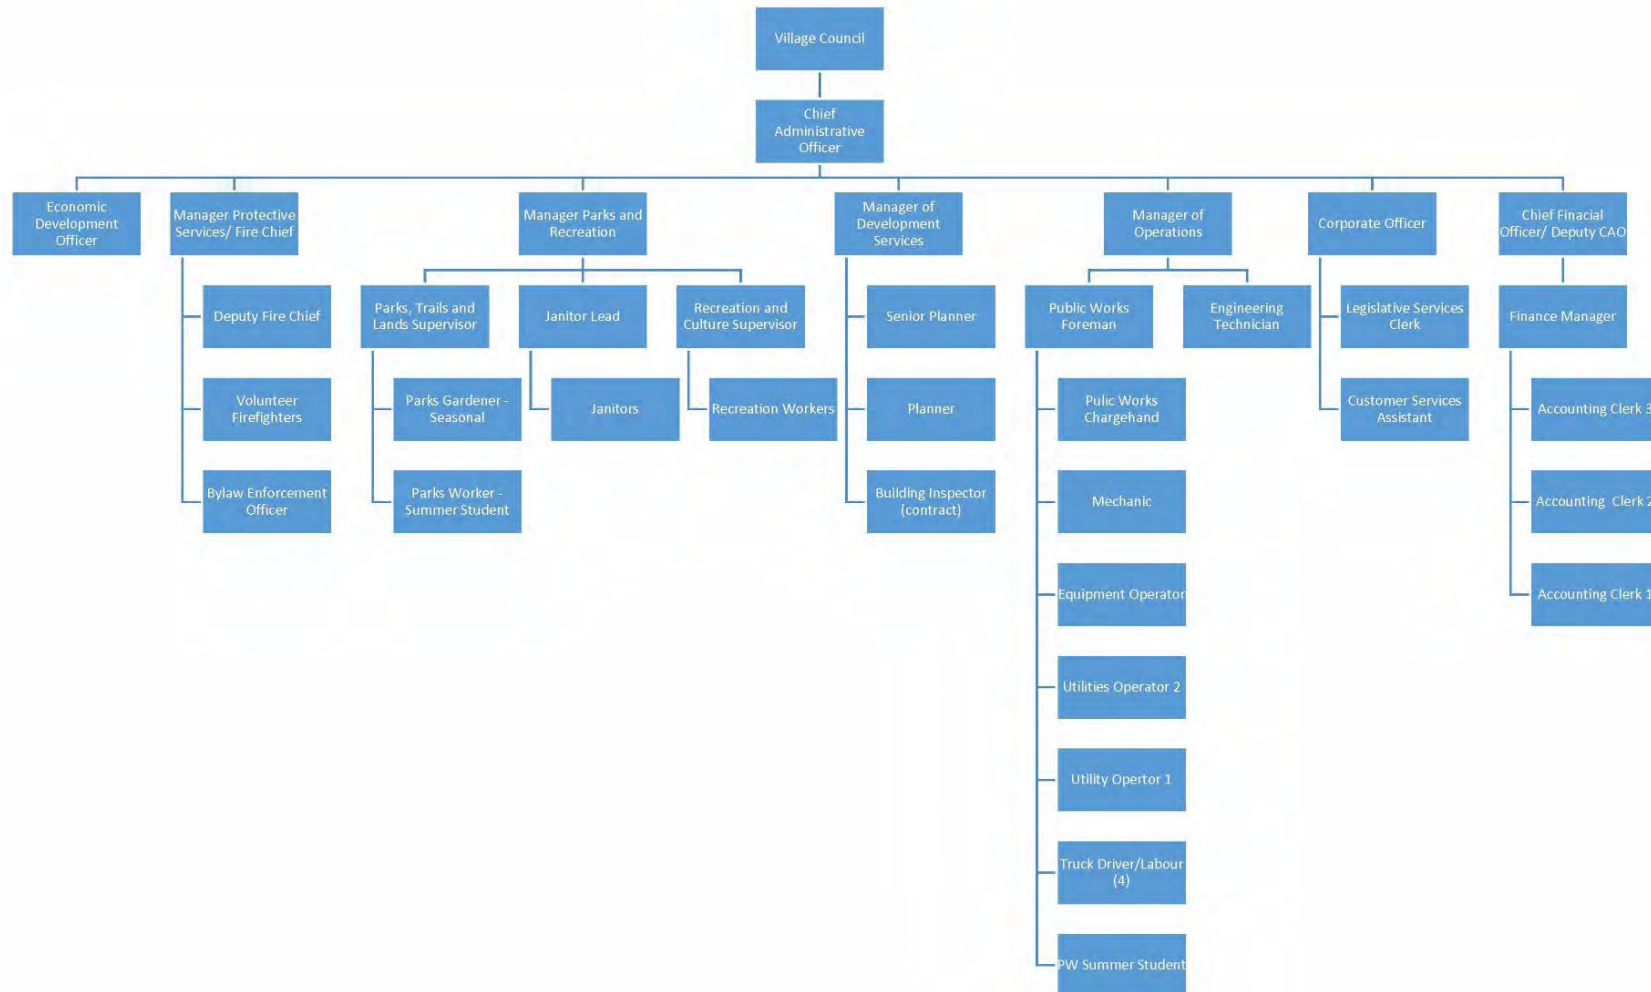 Village Council
Chief
Administrative
Officer
Economic
Development
Officer
Manager Protective
Services/ Fire Chief
Manager Parks and
Recreation
Manager of
Development
Services
Manager of
Operations
Corporate Officer
Chief Finacial
Officer/ Deputy CAO
Deputy Fire Chief
Parks, Trails and
Lands Supervisor
Janitor Lead
Recreation and
Culture Supervisor
Senior Planner
Public Works
Foreman
Engineering
Technician
Legislative Services
Clerk
Finance Manager
Volunteer
Firefighters
Parks Gardener -
Seasonal
Janitors
Recreation Workers
Planner
Pulic Works
Chargehand
Customer Services
Assistant
Accounting Clerk 3
Bylaw Enforcement
Officer
Parks Worker -
Summer Student
Building Inspector
(contract)
Mechanic
Accounting Clerk 2
Equipment Operator
Accounting Clerk 1
Utilities Operator 2
Utility Opertor 1
Truck Driver/Labour
(4)
PW Summer Student